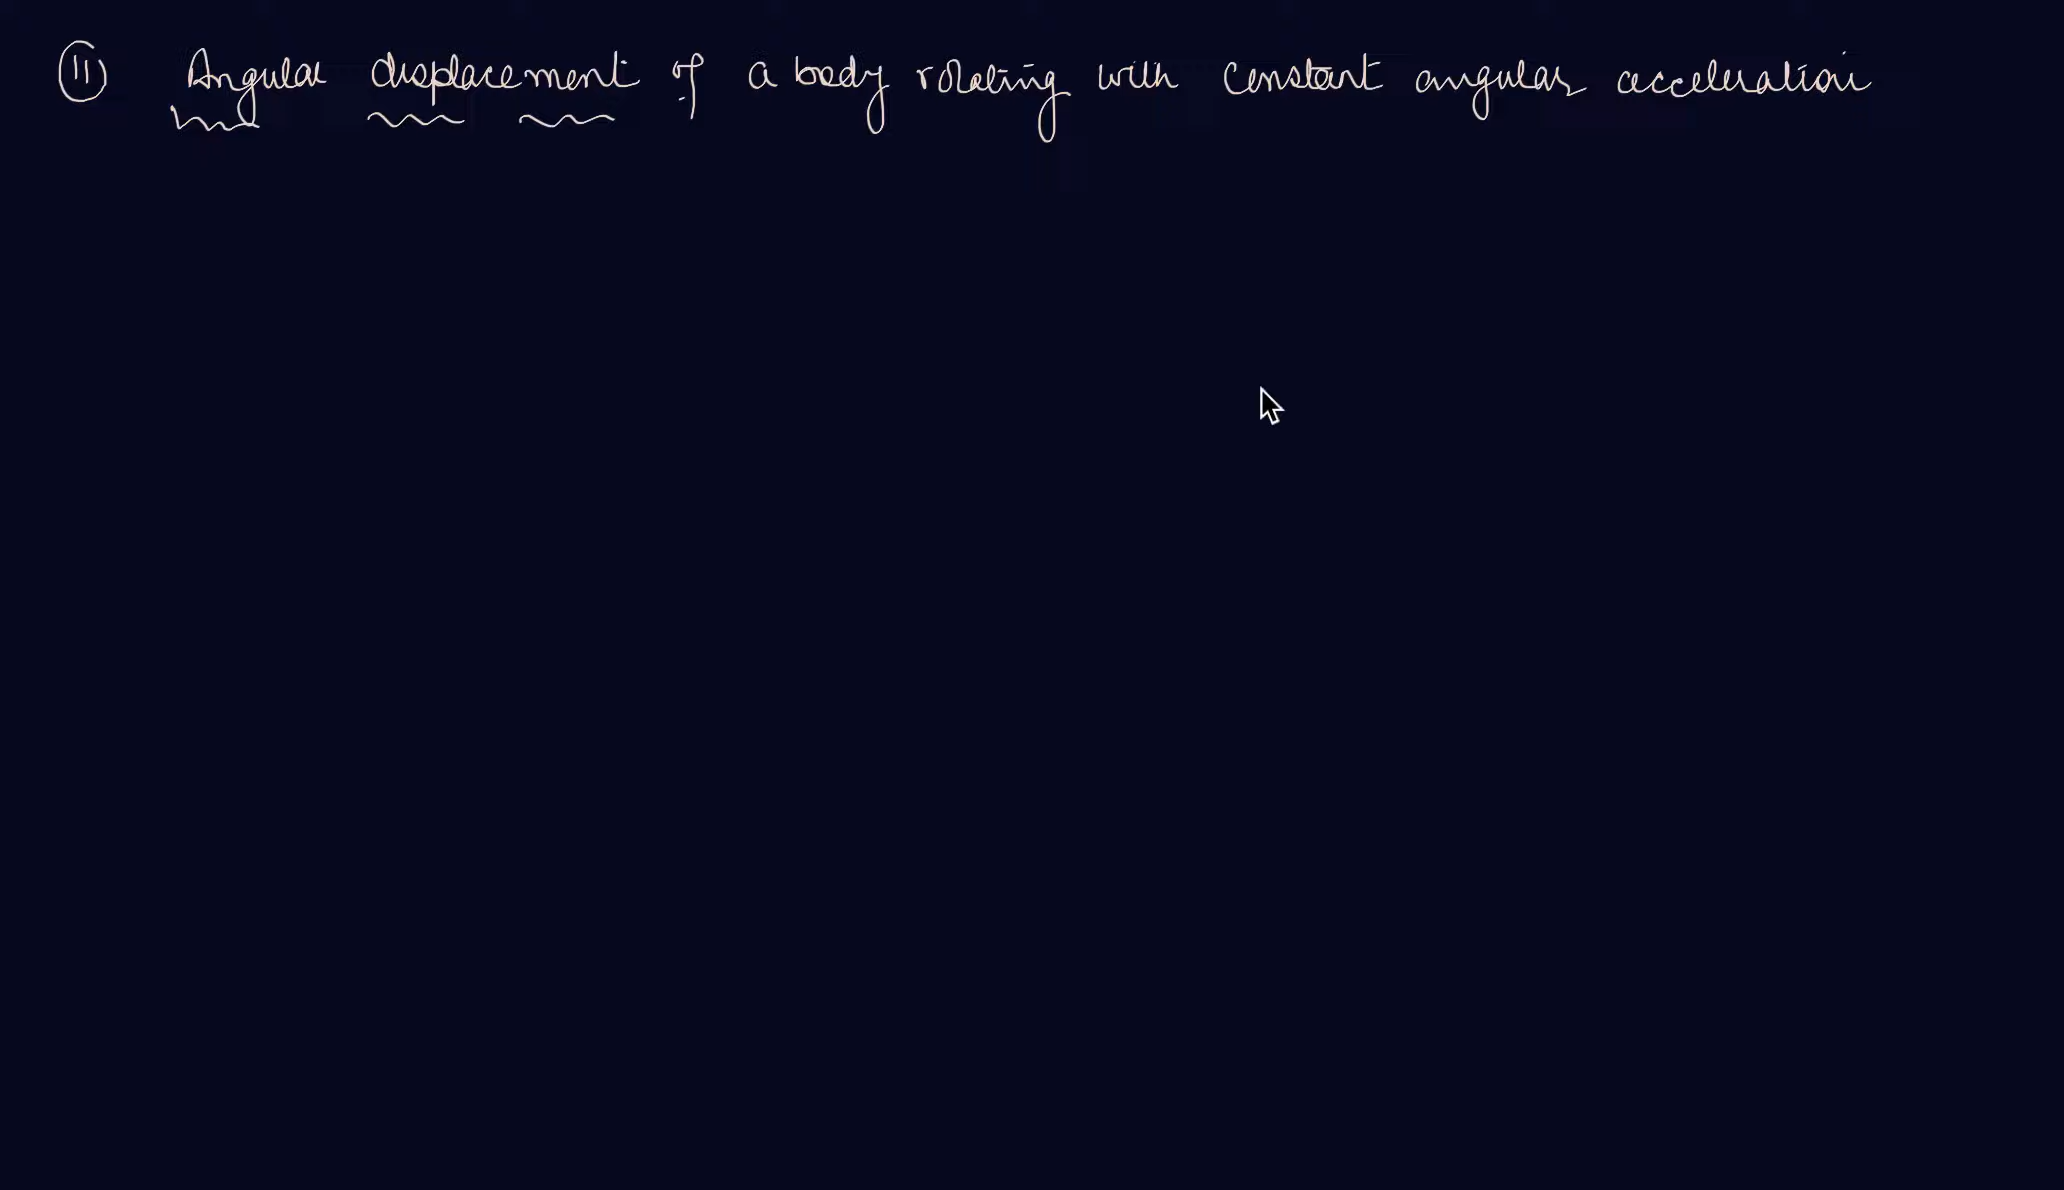 (11) Angular displacement of a body rotating with constant angular acceleration